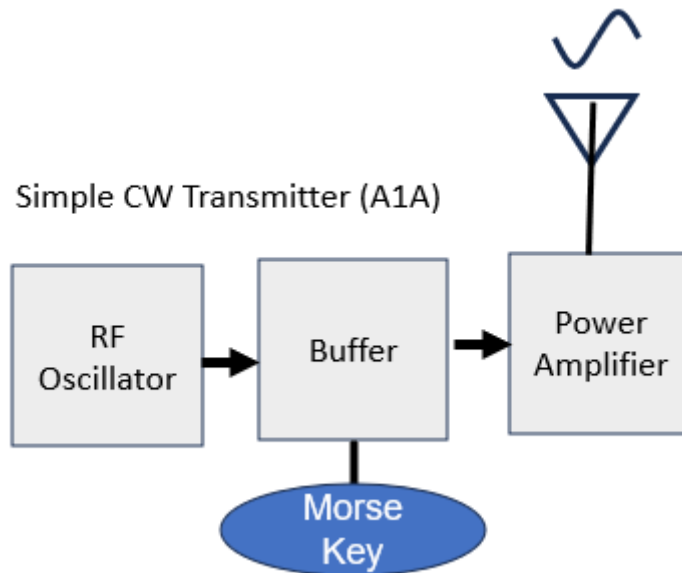 Simple CW Transmitter (A1A)
RF
Oscillator
Buffer
Power
Amplifier
Morse
Key